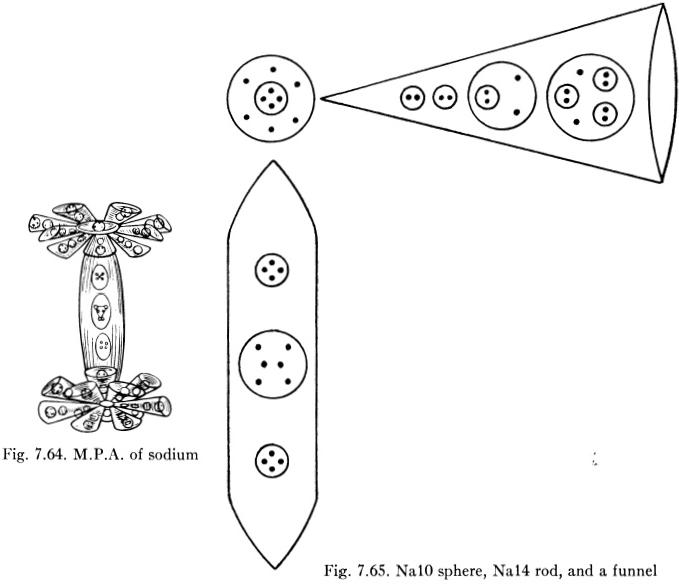 Fig. 7.64. M.P.A. of sodium
Fig. 7.65. Na10 sphere, Na14 rod, and a funnel